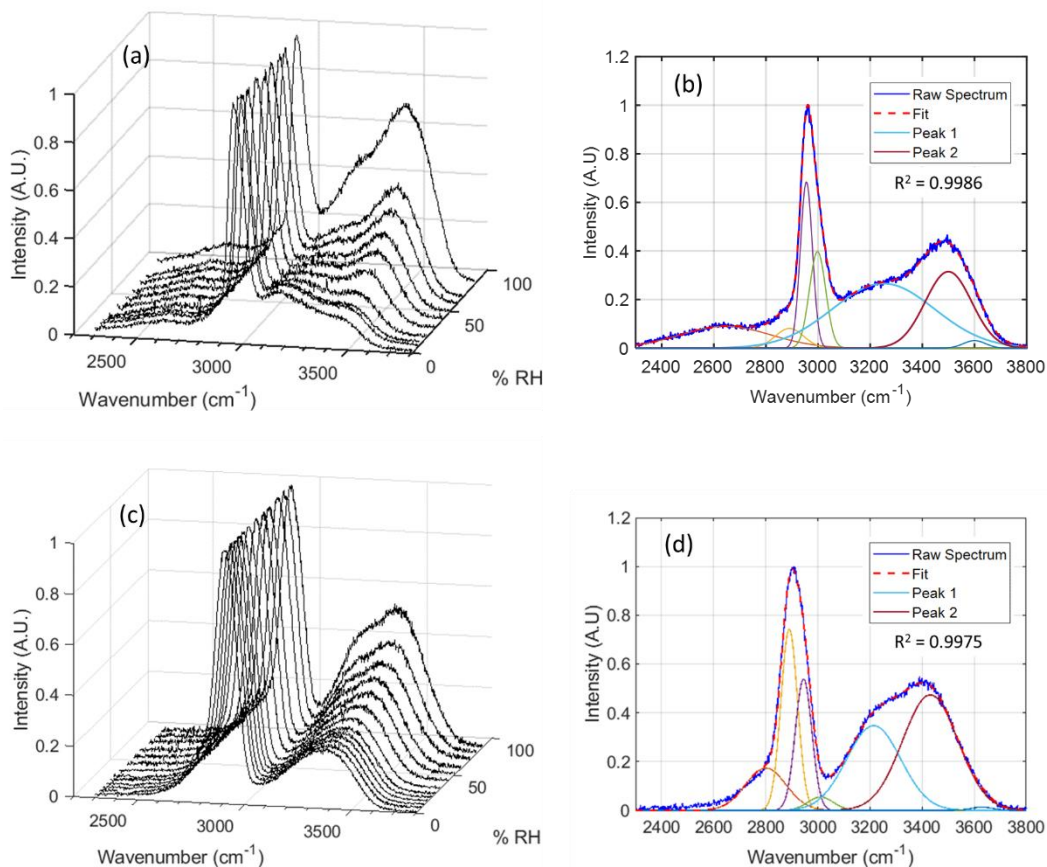 (a)
Intensity (A.U.)
1
0.8
0.6
0.4
0.2
0
2500
3000
3500
Wavenumber (cm⁻¹)
0
50
100
% RH
(b)
Intensity (A.U)
1.2
1
0.8
0.6
0.4
0.2
0
Raw Spectrum
Fit
Peak 1
Peak 2
R² = 0.9986
2400 2600 2800 3000 3200 3400 3600 3800
Wavenumber (cm⁻¹)
(c)
Intensity (A.U.)
1
0.8
0.6
0.4
0.2
0
2500
3000
3500
Wavenumber (cm⁻¹)
0
50
100
% RH
(d)
Intensity (A.U)
1.2
1
0.8
0.6
0.4
0.2
0
Raw Spectrum
Fit
Peak 1
Peak 2
R² = 0.9975
2400 2600 2800 3000 3200 3400 3600 3800
Wavenumber (cm⁻¹)